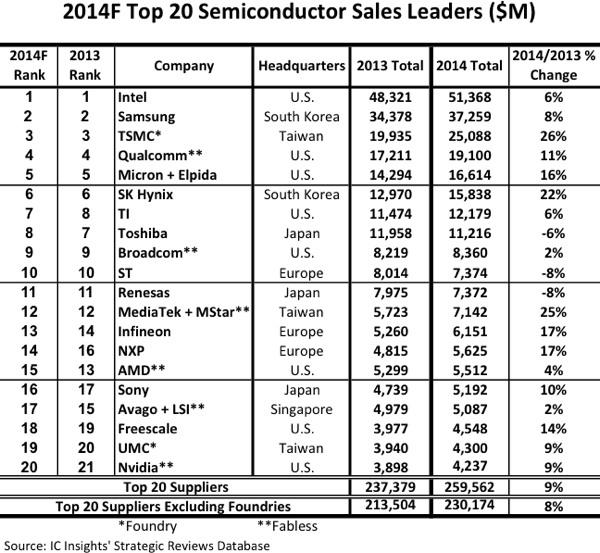 2014F Top 20 Semiconductor Sales Leaders ($M)
2014F Rank 2013 Rank Company Headquarters 2013 Total 2014 Total 2014/2013 % Change
1 1 Intel U.S. 48,321 51,368 6%
2 2 Samsung South Korea 34,378 37,259 8%
3 3 TSMC* Taiwan 19,935 25,088 26%
4 4 Qualcomm** U.S. 17,211 19,100 11%
5 5 Micron + Elpida U.S. 14,294 16,614 16%
6 6 SK Hynix South Korea 12,970 15,838 22%
7 8 TI U.S. 11,474 12,179 6%
8 7 Toshiba Japan 11,958 11,216 -6%
9 9 Broadcom** U.S. 8,219 8,360 2%
10 10 ST Europe 8,014 7,374 -8%
11 11 Renesas Japan 7,975 7,372 -8%
12 12 MediaTek + MStar** Taiwan 5,723 7,142 25%
13 14 Infineon Europe 5,260 6,151 17%
14 16 NXP Europe 4,815 5,625 17%
15 13 AMD** U.S. 5,299 5,512 4%
16 17 Sony Japan 4,739 5,192 10%
17 15 Avago + LSI** Singapore 4,979 5,087 2%
18 19 Freescale U.S. 3,977 4,548 14%
19 20 UMC* Taiwan 3,940 4,300 9%
20 21 Nvidia** U.S. 3,898 4,237 9%
Top 20 Suppliers 237,379 259,562 9%
Top 20 Suppliers Excluding Foundries 213,504 230,174 8%
*Foundry **Fabless
Source: IC Insights' Strategic Reviews Database